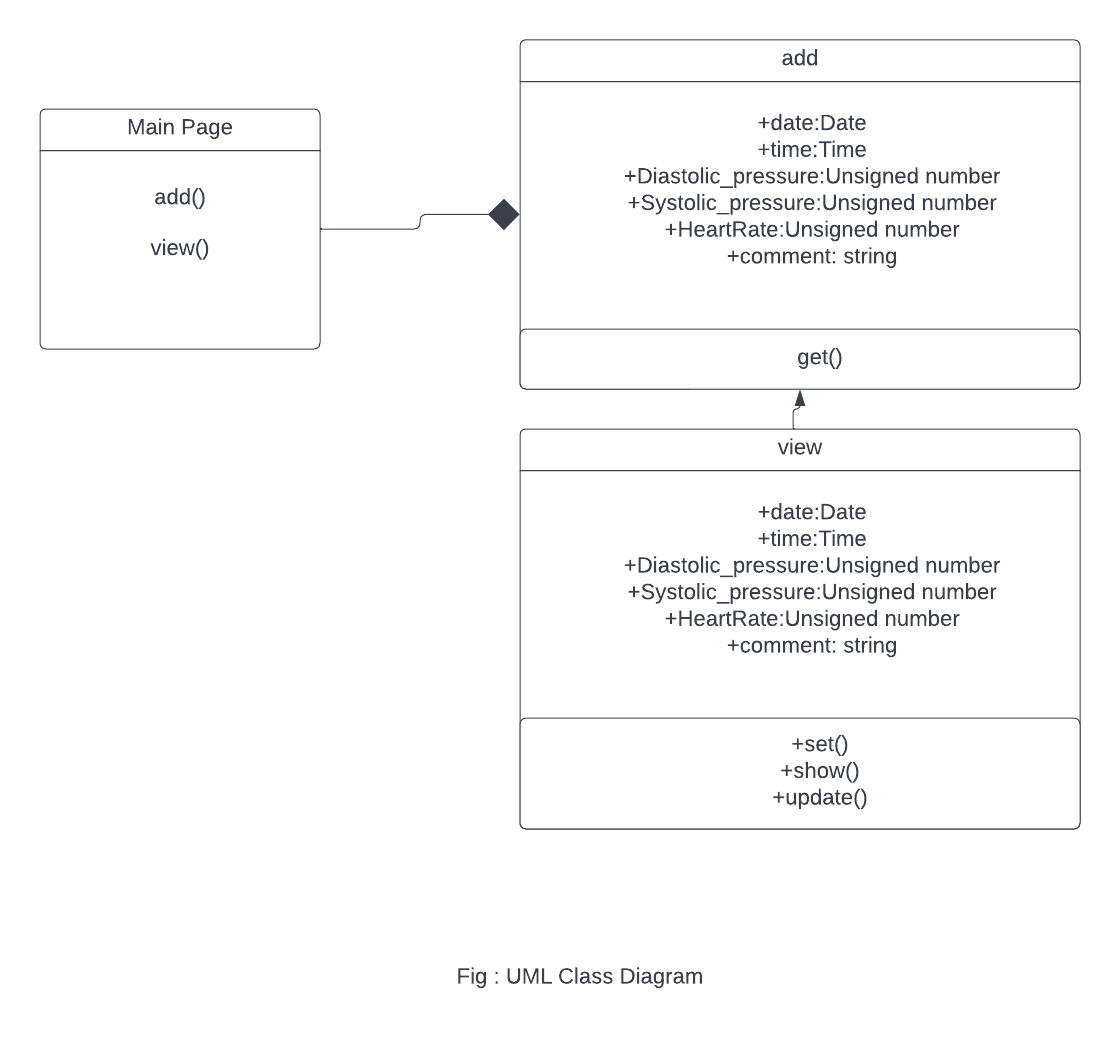 Main Page
add()
view()
add
+date:Date
+time:Time
+Diastolic_pressure:Unsigned number
+Systolic_pressure:Unsigned number
+HeartRate:Unsigned number
+comment: string
get()
view
+date:Date
+time:Time
+Diastolic_pressure:Unsigned number
+Systolic_pressure:Unsigned number
+HeartRate:Unsigned number
+comment: string
+set()
+show()
+update()
Fig : UML Class Diagram